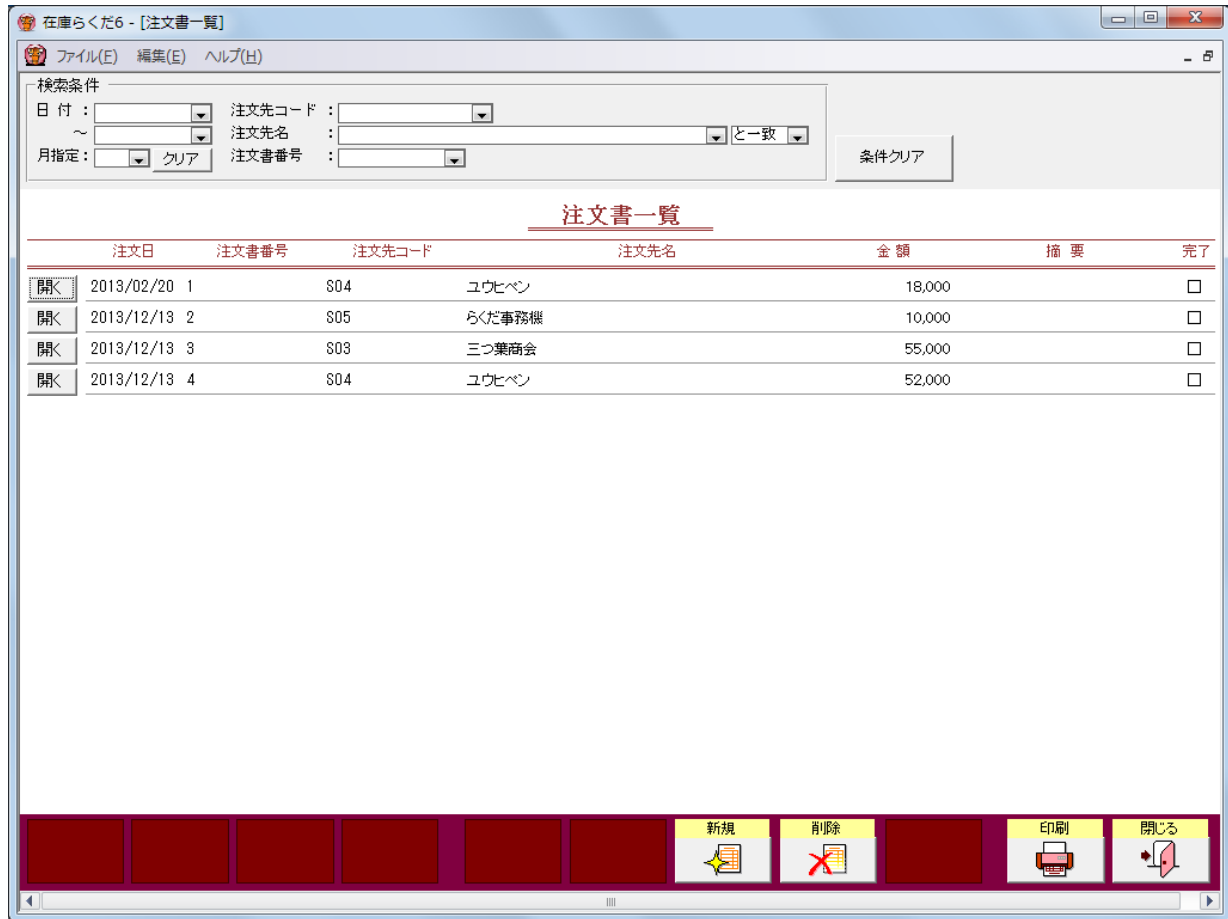 在庫らくだ6 - [注文書一覧]
ファイル(F) 編集(E) ヘルプ(H)
検索条件
日 付 : 注文先コード :
～ 注文先名 : と一致
月指定: クリア 注文書番号 :
条件クリア
注文書一覧
注文日 注文書番号 注文先コード 注文先名 金 額 摘 要 完了
開く 2013/02/20 1 S04 ユウヒペン 18,000
開く 2013/12/13 2 S05 らくだ事務機 10,000
開く 2013/12/13 3 S03 三つ葉商会 55,000
開く 2013/12/13 4 S04 ユウヒペン 52,000
新規 削除 印刷 閉じる